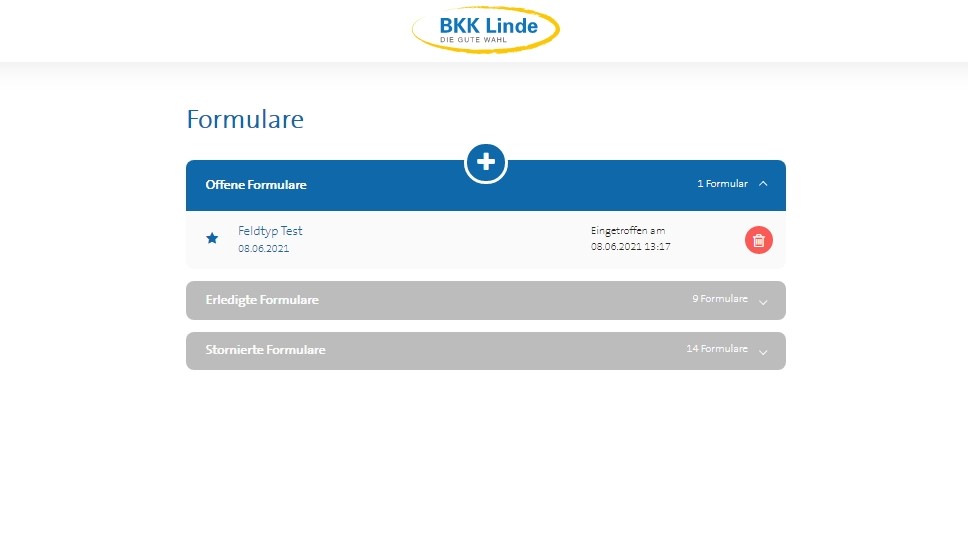 BKK Linde
DIE GUTE WAHL
Formulare
Offene Formulare
1 Formular
Feldtyp Test
08.06.2021
Eingetroffen am
08.06.2021 13:17
Erledigte Formulare
9 Formulare
Stornierte Formulare
14 Formulare